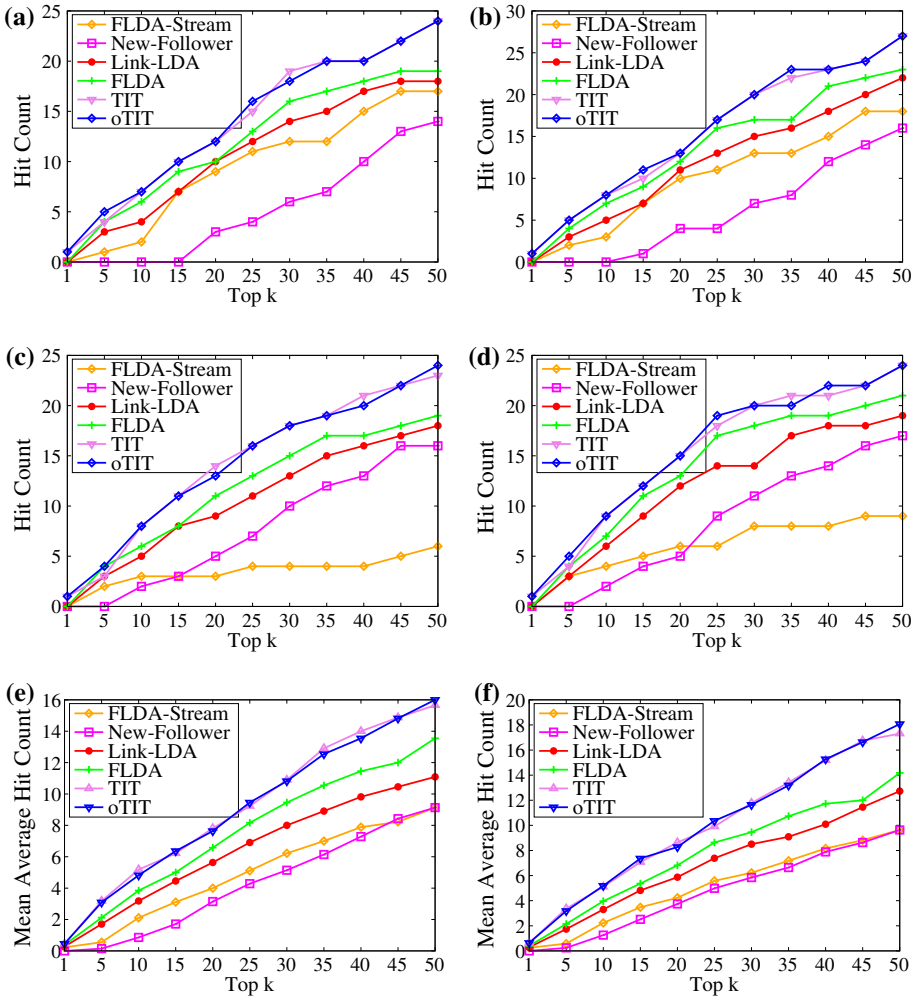 (a)
25
20
15
10
5
0
Hit Count
FLDA-Stream
New-Follower
Link-LDA
FLDA
TIT
oTIT
1 5 10 15 20 25 30 35 40 45 50
Top k
(b)
30
25
20
15
10
5
0
Hit Count
FLDA-Stream
New-Follower
Link-LDA
FLDA
TIT
oTIT
1 5 10 15 20 25 30 35 40 45 50
Top k
(c)
25
20
15
10
5
0
Hit Count
FLDA-Stream
New-Follower
Link-LDA
FLDA
TIT
oTIT
1 5 10 15 20 25 30 35 40 45 50
Top k
(d)
25
20
15
10
5
0
Hit Count
FLDA-Stream
New-Follower
Link-LDA
FLDA
TIT
oTIT
1 5 10 15 20 25 30 35 40 45 50
Top k
(e)
16
14
12
10
8
6
4
2
0
Mean Average Hit Count
FLDA-Stream
New-Follower
Link-LDA
FLDA
TIT
oTIT
1 5 10 15 20 25 30 35 40 45 50
Top k
(f)
20
18
16
14
12
10
8
6
4
2
0
Mean Average Hit Count
FLDA-Stream
New-Follower
Link-LDA
FLDA
TIT
oTIT
1 5 10 15 20 25 30 35 40 45 50
Top k